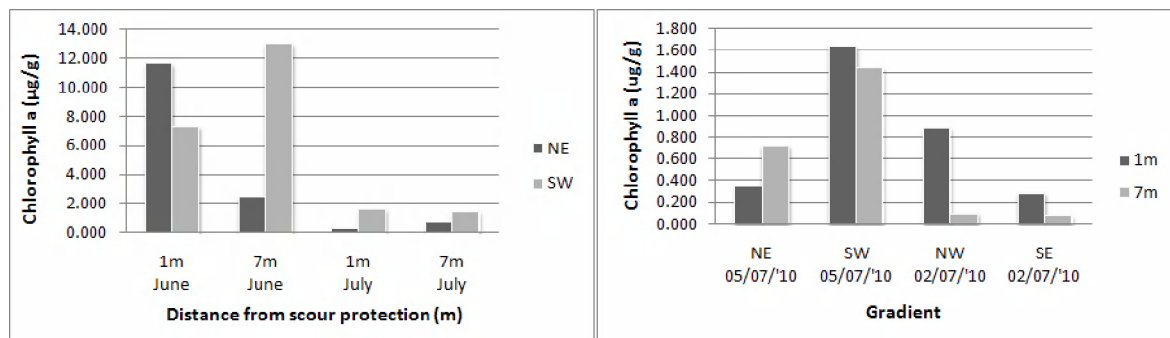 Chlorophyll a (µg/g)
14.000
12.000
10.000
8.000
6.000
4.000
2.000
0.000
1m 7m 1m 7m
June June July July
Distance from scour protection (m)
NE
SW
Chlorophyll a (ug/g)
1.800
1.600
1.400
1.200
1.000
0.800
0.600
0.400
0.200
0.000
NE SW NW SE
05/07/'10 05/07/'10 02/07/'10 02/07/'10
Gradient
1m
7m